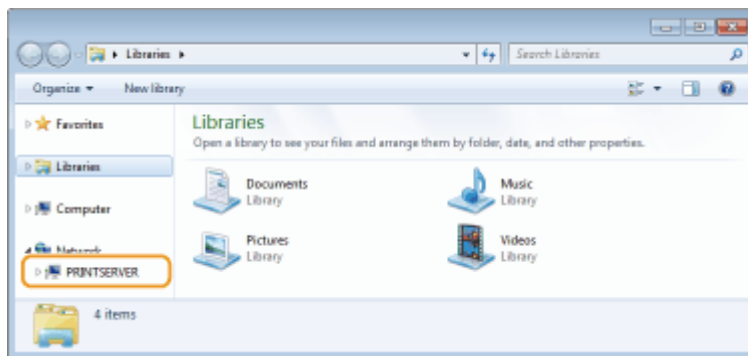 Libraries
Search Libraries
Organize
New library
Favorites
Libraries
Computer
Network
PRINTSERVER
Libraries
Open a library to see your files and arrange them by folder, date, and other properties.
Documents
Library
Music
Library
Pictures
Library
Videos
Library
4 items